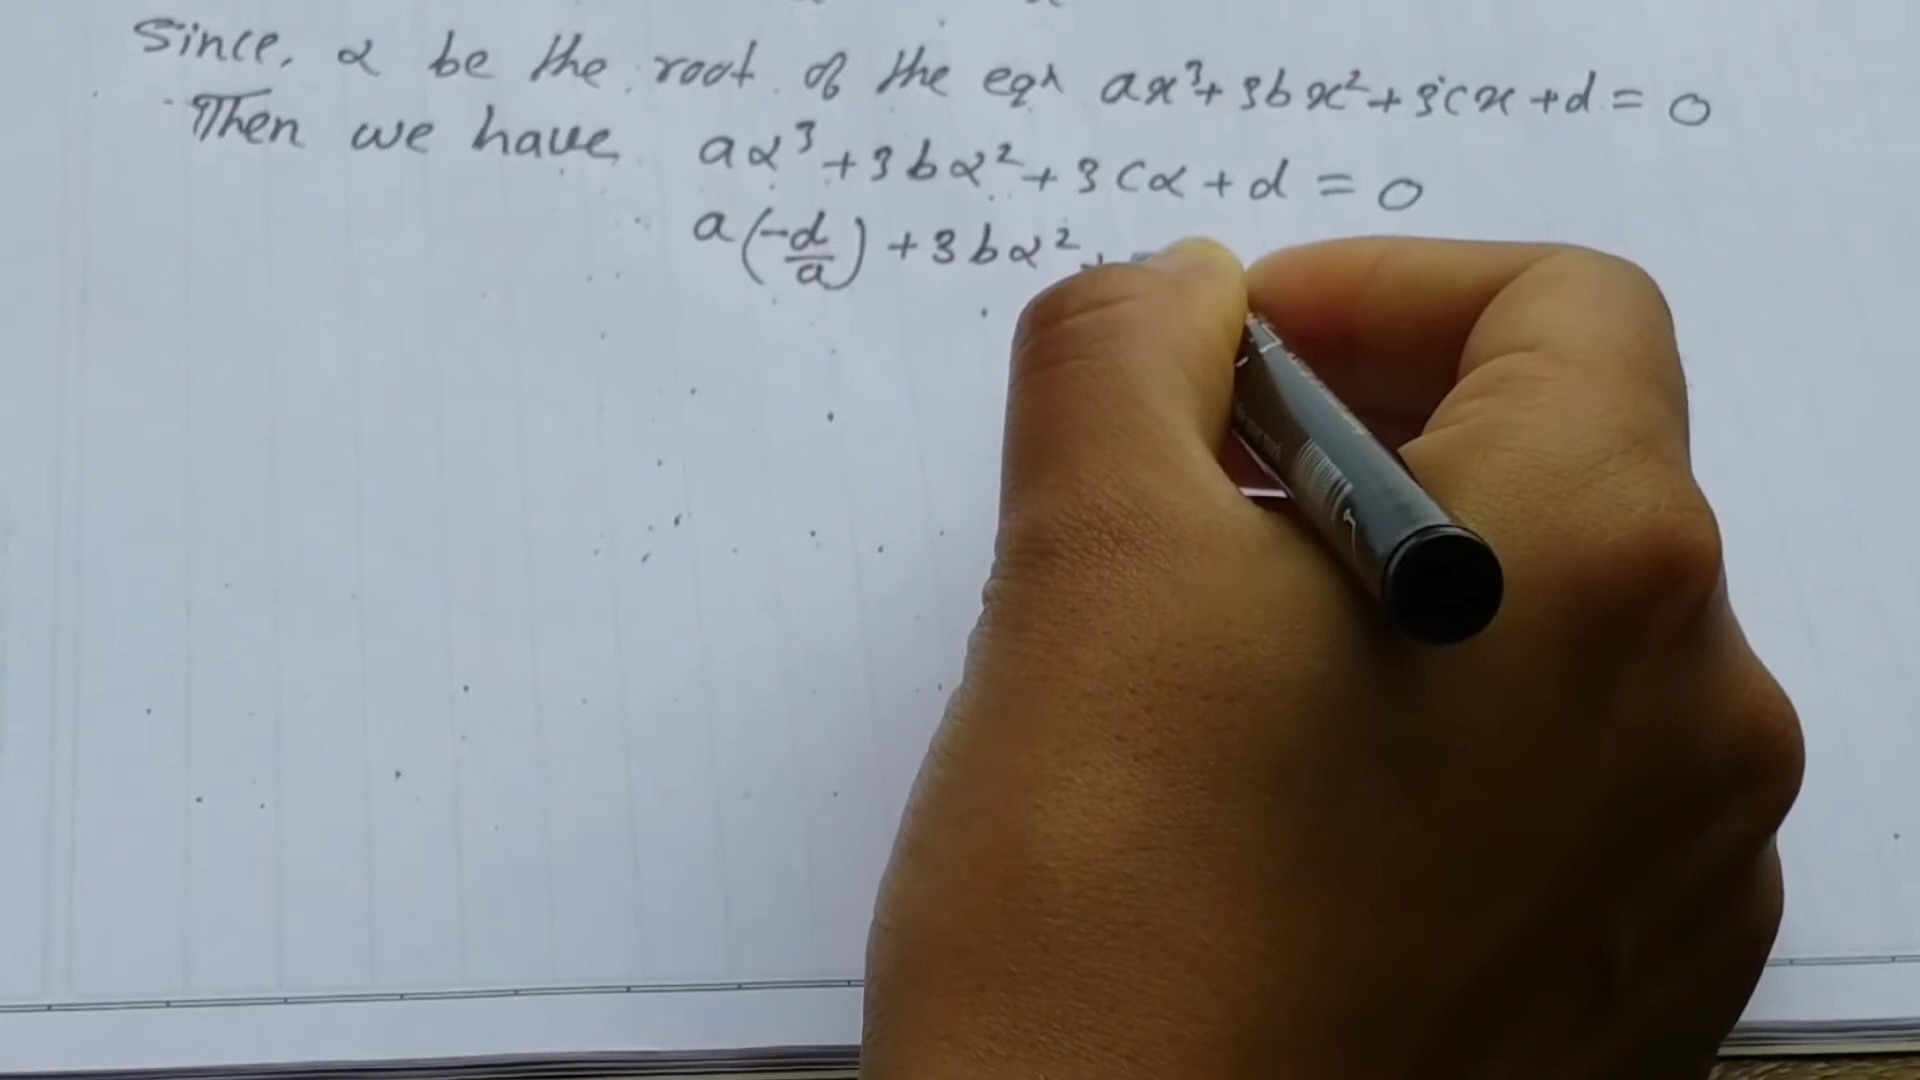 Since, α be the root of the eqn ax³+3bx²+3cx+d=0
Then we have aα³+3bα²+3cα+d=0
a(-d/a)+3bα²+